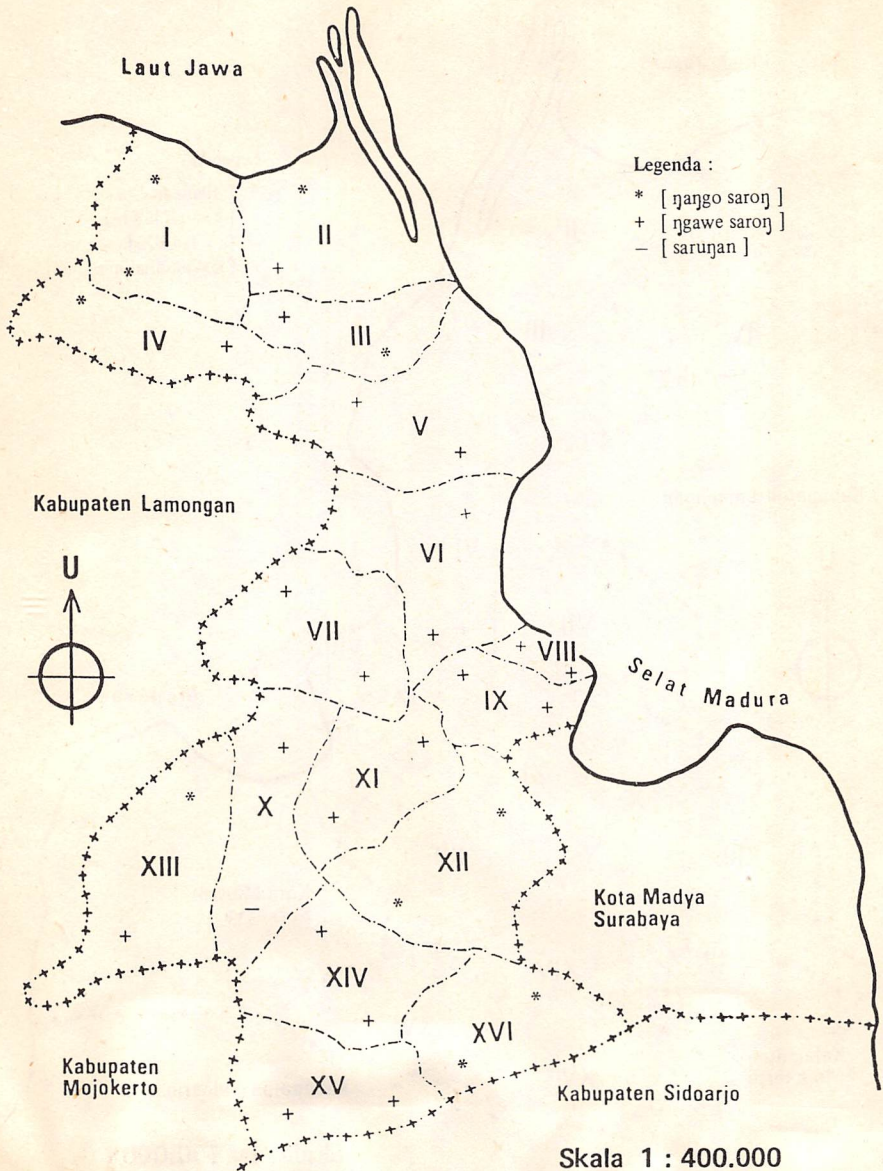 Laut Jawa
Legenda :
* [ ŋaŋgo saroŋ ]
+ [ ŋgawe saroŋ ]
– [ saruŋan ]
I
II
III
IV
V
Kabupaten Lamongan
U
VI
VII
VIII
Selat Madura
IX
XI
X
XII
XIII
Kota Madya
Surabaya
XIV
XVI
Kabupaten
Mojokerto
XV
Kabupaten Sidoarjo
Skala 1 : 400.000